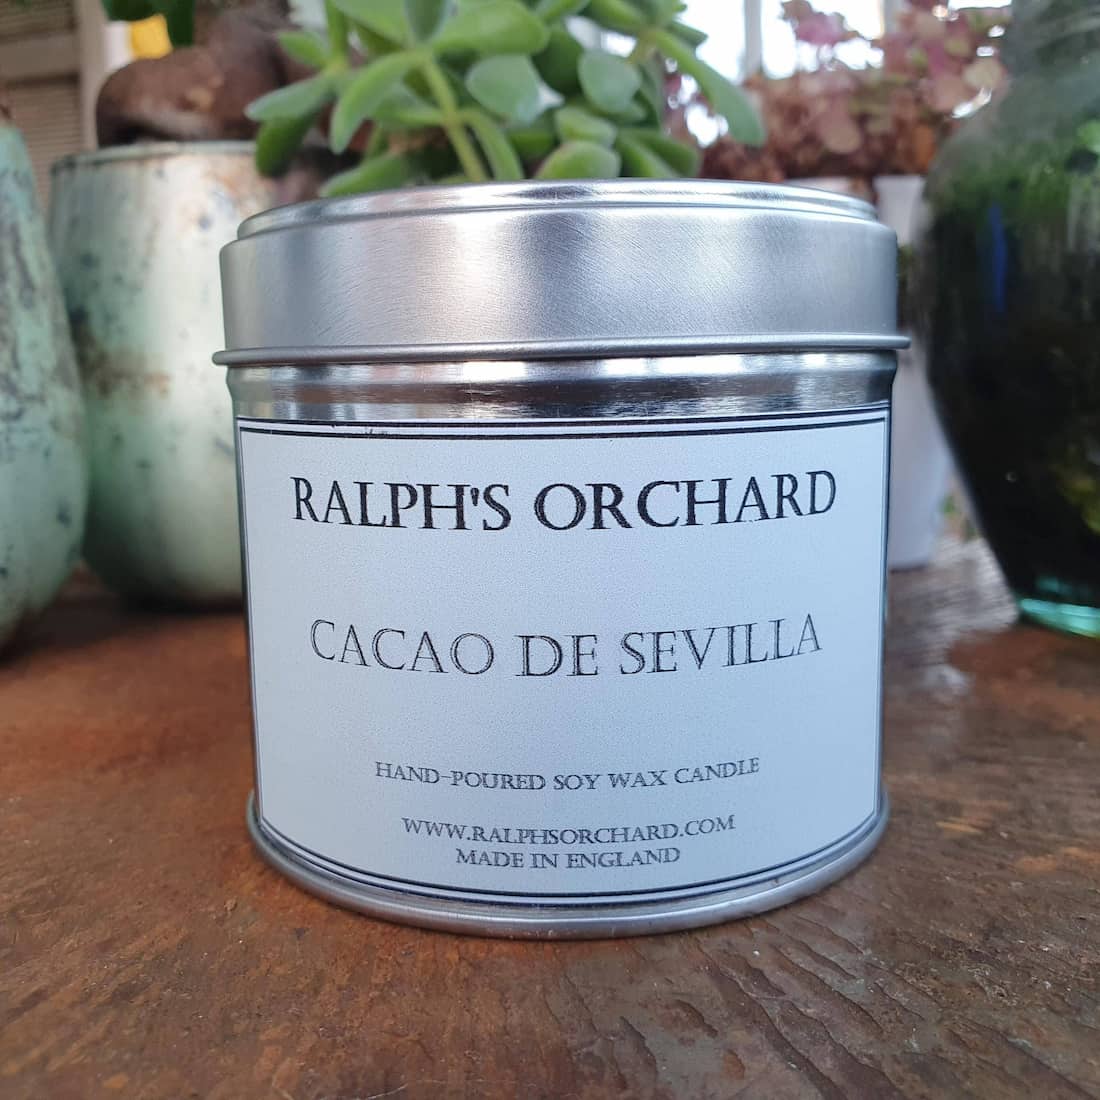 RALPH'S ORCHARD
CACAO DE SEVILLA
HAND-POURED SOY WAX CANDLE
WWW.RALPHSORCHARD.COM
MADE IN ENGLAND